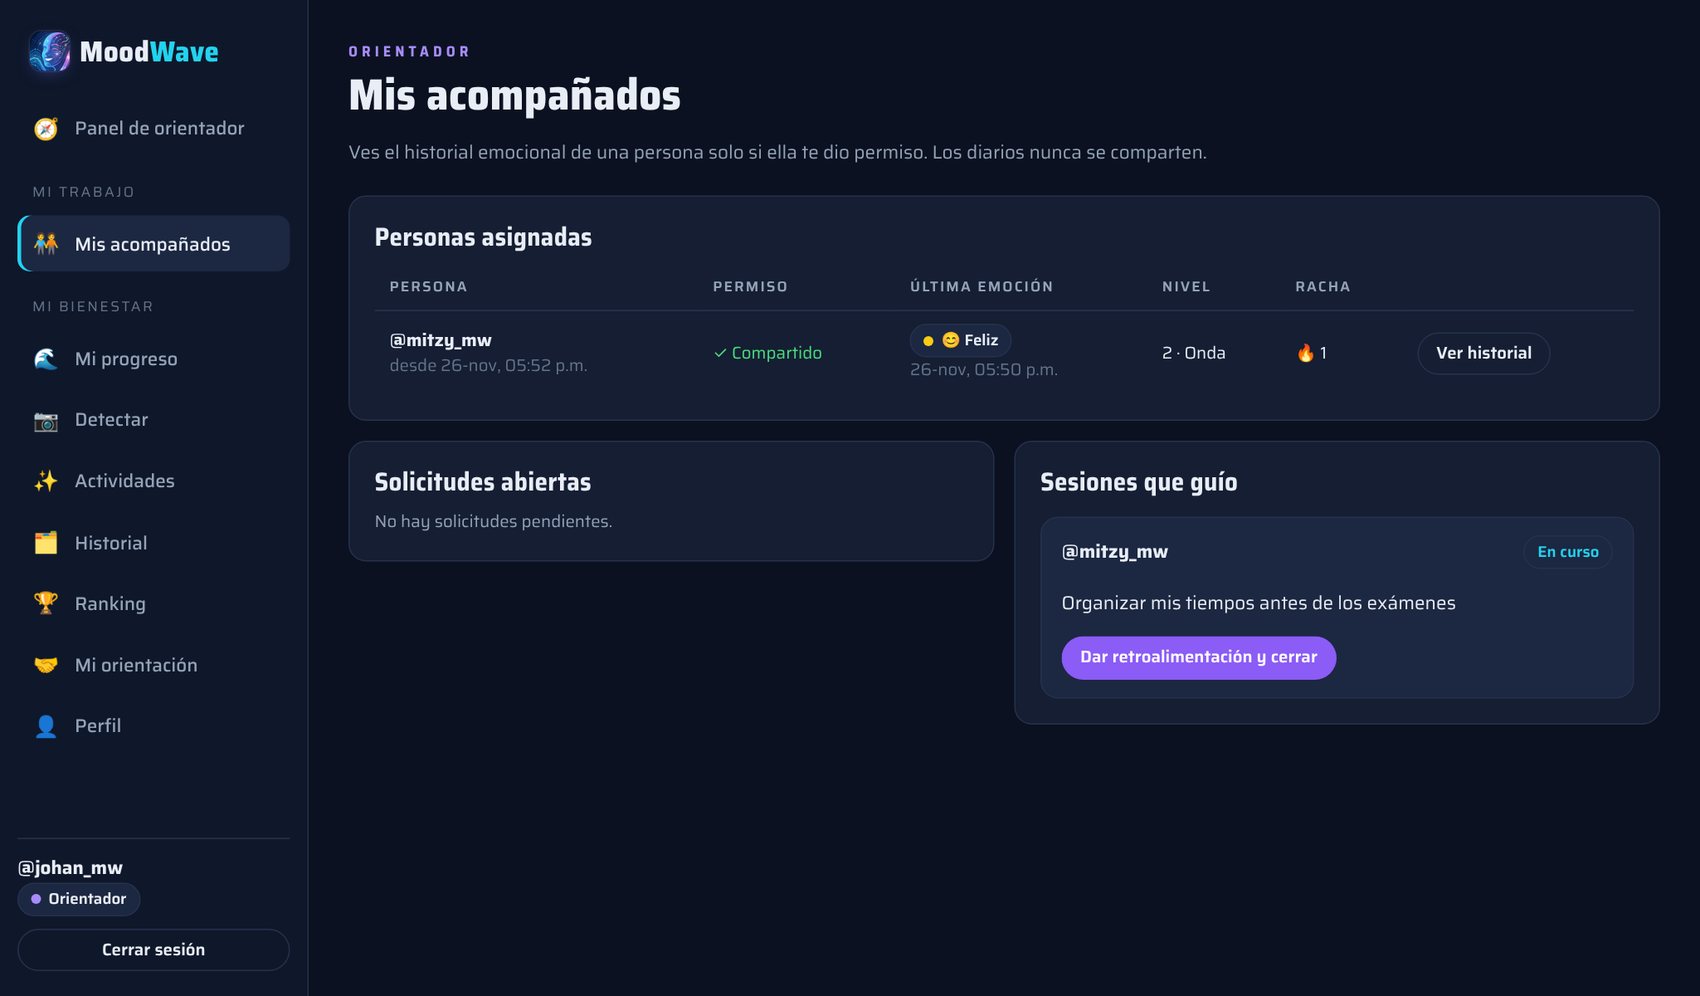 MoodWave
Panel de orientador
MI TRABAJO
Mis acompañados
MI BIENESTAR
Mi progreso
Detectar
Actividades
Historial
Ranking
Mi orientación
Perfil
@johan_mw
Orientador
Cerrar sesión
ORIENTADOR
Mis acompañados
Ves el historial emocional de una persona solo si ella te dio permiso. Los diarios nunca se comparten.
Personas asignadas
PERSONA PERMISO ÚLTIMA EMOCIÓN NIVEL RACHA
@mitzy_mw
desde 26-nov, 05:52 p.m.
✓ Compartido
😊 Feliz
26-nov, 05:50 p.m.
2 · Onda
🔥 1
Ver historial
Solicitudes abiertas
No hay solicitudes pendientes.
Sesiones que guío
@mitzy_mw
En curso
Organizar mis tiempos antes de los exámenes
Dar retroalimentación y cerrar